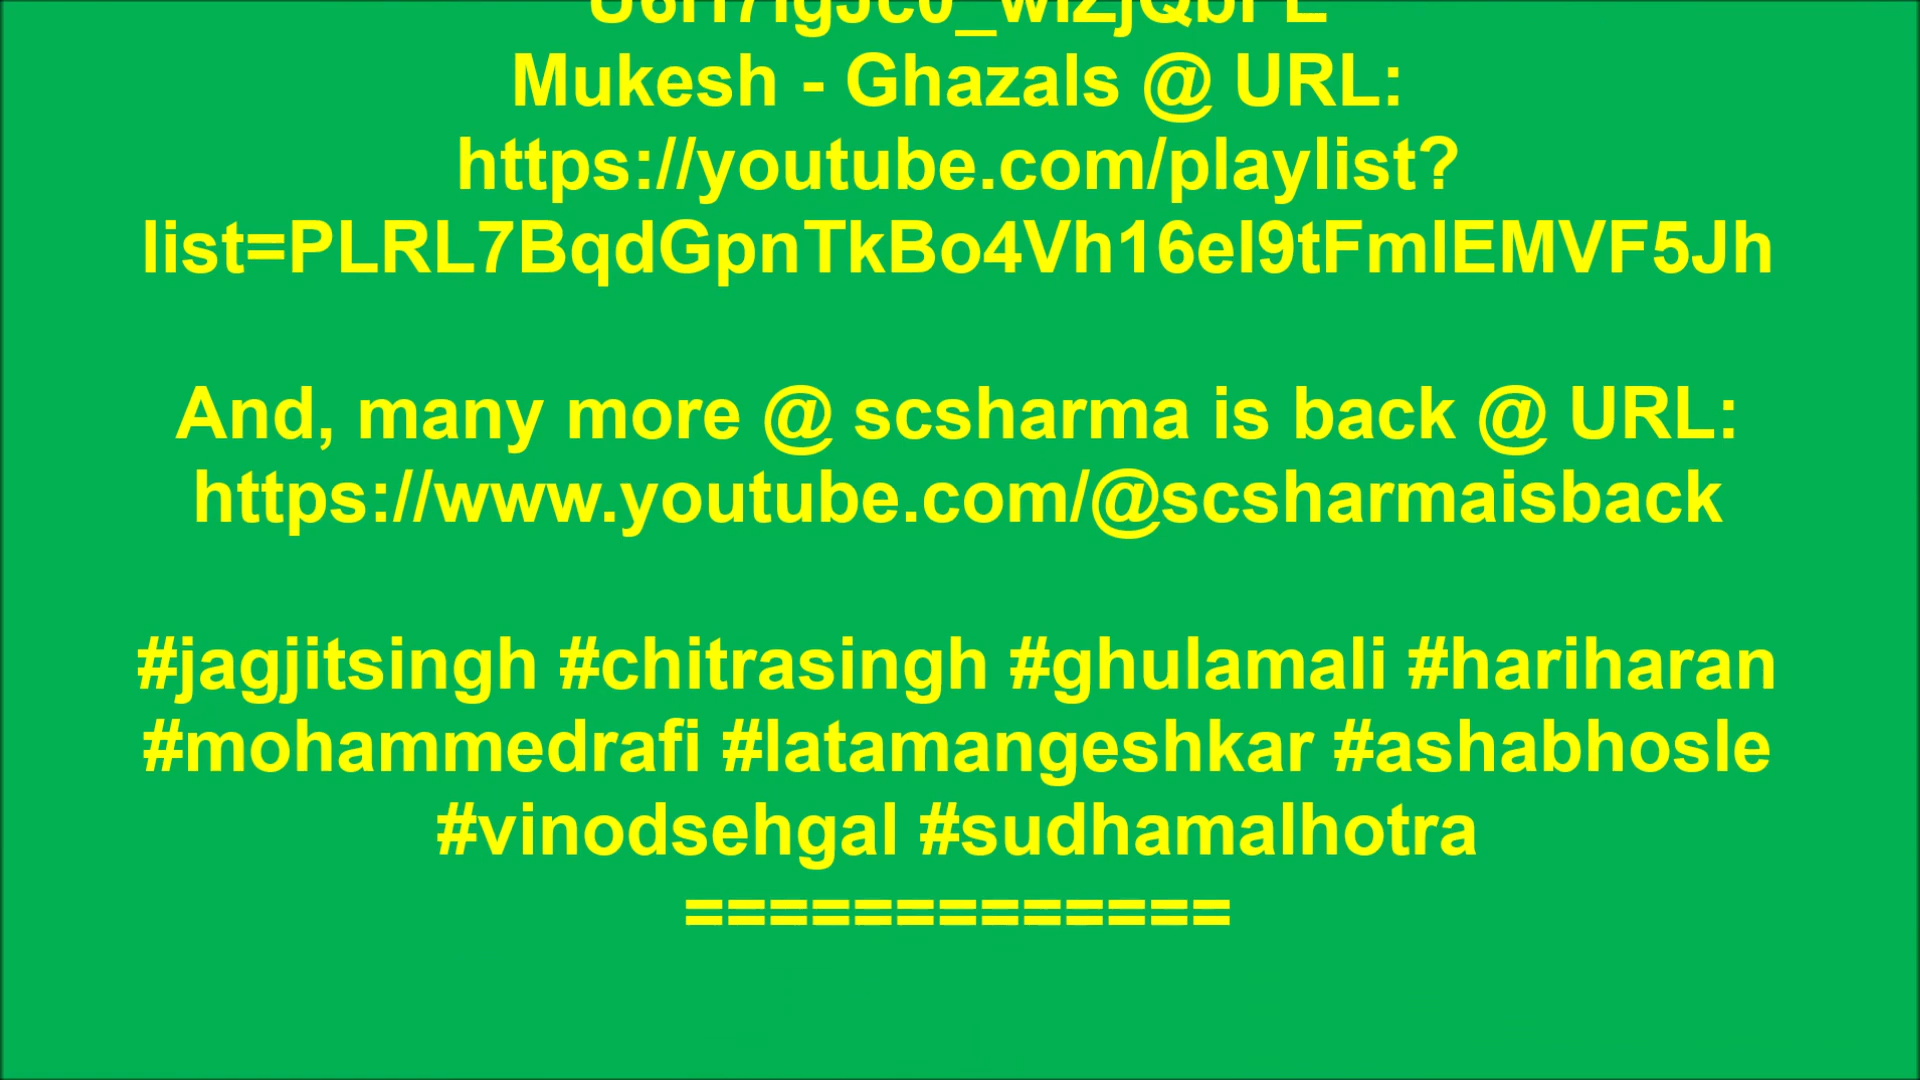 Mukesh - Ghazals @ URL:
https://youtube.com/playlist?
list=PLRL7BqdGpnTkBo4Vh16eI9tFmIEMVF5Jh
And, many more @ scsharma is back @ URL:
https://www.youtube.com/@scsharmaisback
#jagjitsingh #chitrasingh #ghulamali #hariharan
#mohammedrafi #latamangeshkar #ashabhosle
#vinodsehgal #sudhamalhotra
=============